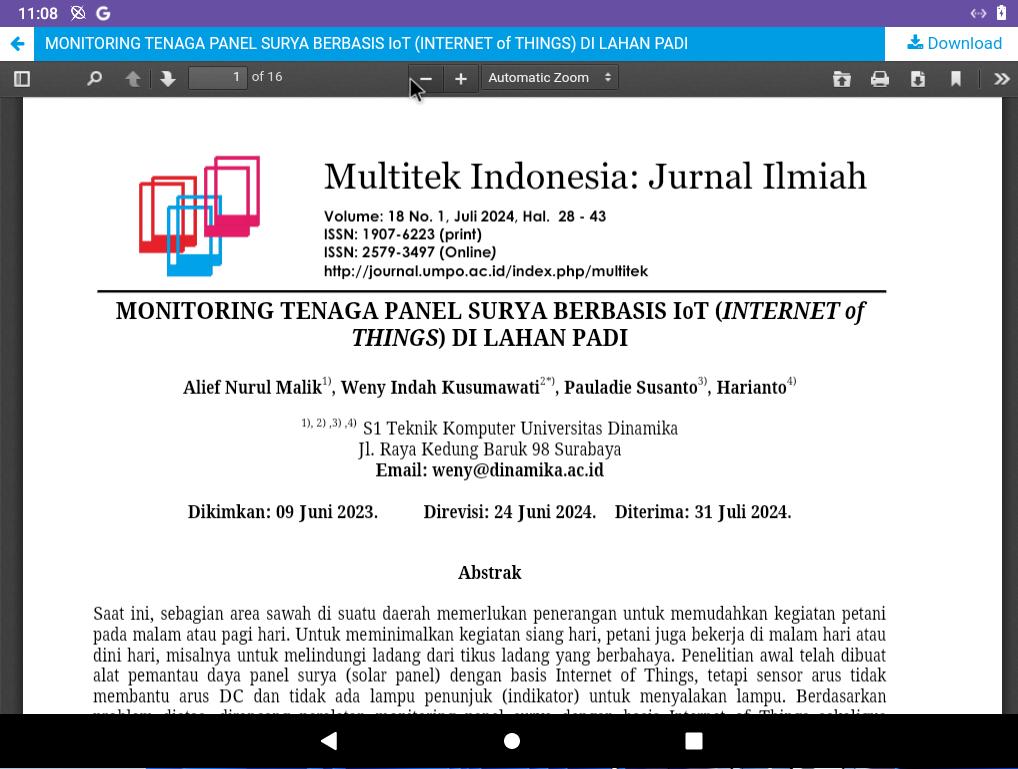 11:08
MONITORING TENAGA PANEL SURYA BERBASIS IoT (INTERNET of THINGS) DI LAHAN PADI
Download
1 of 16
Automatic Zoom
Multitek Indonesia: Jurnal Ilmiah
Volume: 18 No. 1, Juli 2024, Hal. 28 - 43
ISSN: 1907-6223 (print)
ISSN: 2579-3497 (Online)
http://journal.umpo.ac.id/index.php/multitek
MONITORING TENAGA PANEL SURYA BERBASIS IoT (INTERNET of
THINGS) DI LAHAN PADI
Alief Nurul Malik1), Weny Indah Kusumawati2*), Pauladie Susanto3), Harianto4)
1), 2) ,3) ,4) S1 Teknik Komputer Universitas Dinamika
Jl. Raya Kedung Baruk 98 Surabaya
Email: weny@dinamika.ac.id
Dikimkan: 09 Juni 2023. Direvisi: 24 Juni 2024. Diterima: 31 Juli 2024.
Abstrak
Saat ini, sebagian area sawah di suatu daerah memerlukan penerangan untuk memudahkan kegiatan petani
pada malam atau pagi hari. Untuk meminimalkan kegiatan siang hari, petani juga bekerja di malam hari atau
dini hari, misalnya untuk melindungi ladang dari tikus ladang yang berbahaya. Penelitian awal telah dibuat
alat pemantau daya panel surya (solar panel) dengan basis Internet of Things, tetapi sensor arus tidak
membantu arus DC dan tidak ada lampu penunjuk (indikator) untuk menyalakan lampu. Berdasarkan